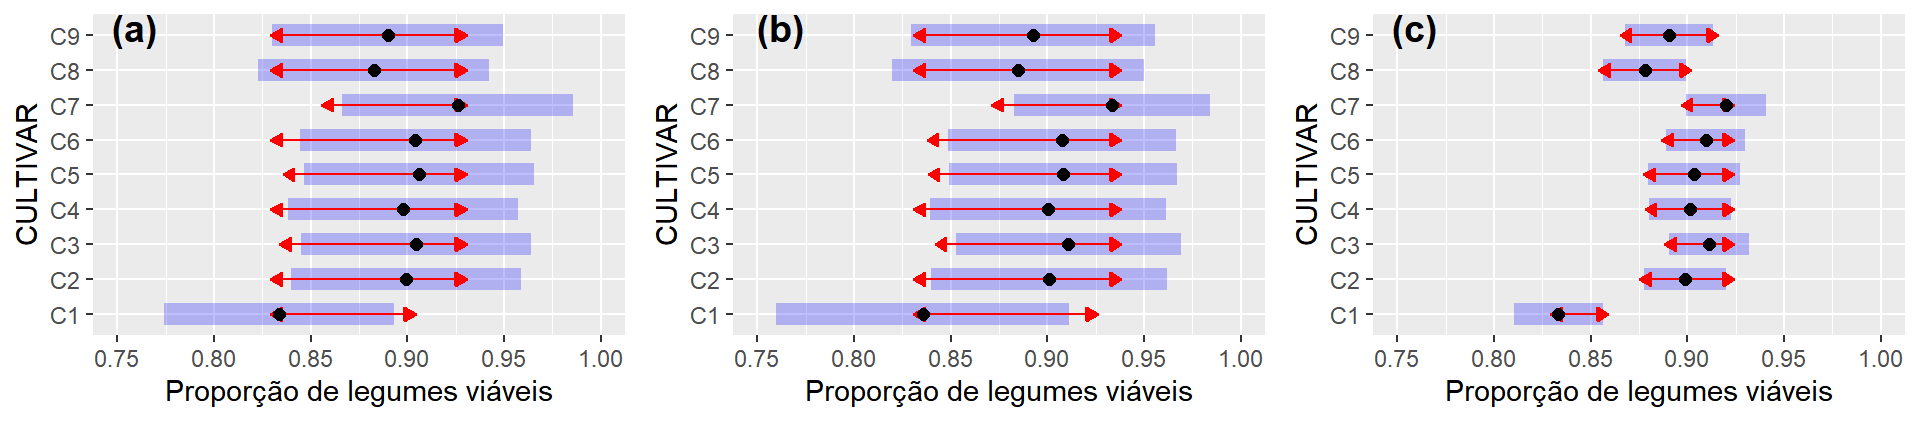 (a)
CULTIVAR
C9
C8
C7
C6
C5
C4
C3
C2
C1
0.75 0.80 0.85 0.90 0.95 1.00
Proporção de legumes viáveis
(b)
CULTIVAR
C9
C8
C7
C6
C5
C4
C3
C2
C1
0.75 0.80 0.85 0.90 0.95 1.00
Proporção de legumes viáveis
(c)
CULTIVAR
C9
C8
C7
C6
C5
C4
C3
C2
C1
0.75 0.80 0.85 0.90 0.95 1.00
Proporção de legumes viáveis